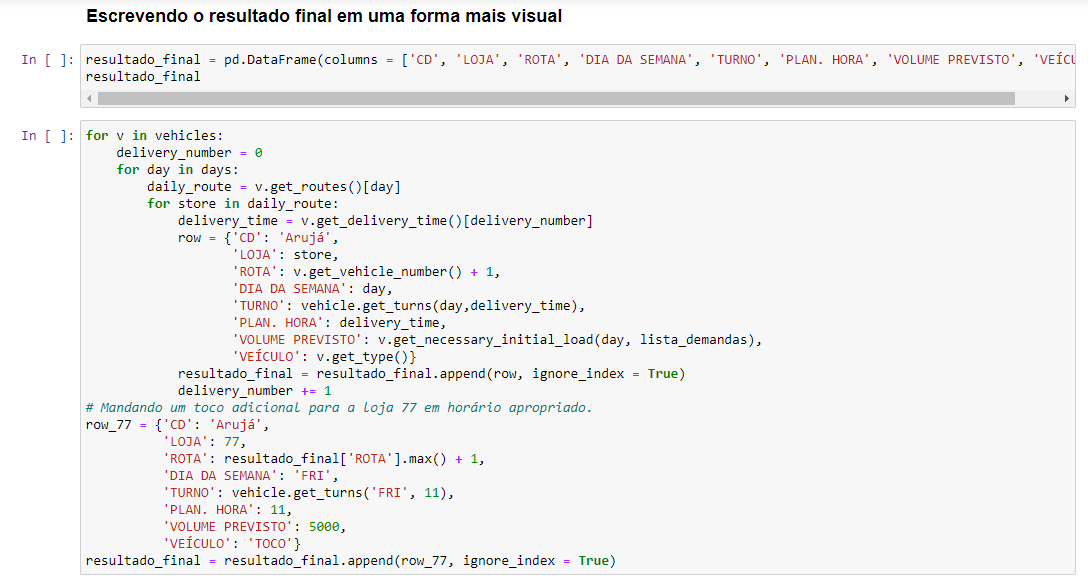 Escrevendo o resultado final em uma forma mais visual
In [ ]: resultado_final = pd.DataFrame(columns = ['CD', 'LOJA', 'ROTA', 'DIA DA SEMANA', 'TURNO', 'PLAN. HORA', 'VOLUME PREVISTO', 'VEÍCU
resultado_final
In [ ]: for v in vehicles:
    delivery_number = 0
    for day in days:
        daily_route = v.get_routes()[day]
        for store in daily_route:
            delivery_time = v.get_delivery_time()[delivery_number]
            row = {'CD': 'Arujá',
                   'LOJA': store,
                   'ROTA': v.get_vehicle_number() + 1,
                   'DIA DA SEMANA': day,
                   'TURNO': vehicle.get_turns(day,delivery_time),
                   'PLAN. HORA': delivery_time,
                   'VOLUME PREVISTO': v.get_necessary_initial_load(day, lista_demandas),
                   'VEÍCULO': v.get_type()}
            resultado_final = resultado_final.append(row, ignore_index = True)
            delivery_number += 1
# Mandando um toco adicional para a loja 77 em horário apropriado.
row_77 = {'CD': 'Arujá',
          'LOJA': 77,
          'ROTA': resultado_final['ROTA'].max() + 1,
          'DIA DA SEMANA': 'FRI',
          'TURNO': vehicle.get_turns('FRI', 11),
          'PLAN. HORA': 11,
          'VOLUME PREVISTO': 5000,
          'VEÍCULO': 'TOCO'}
resultado_final = resultado_final.append(row_77, ignore_index = True)